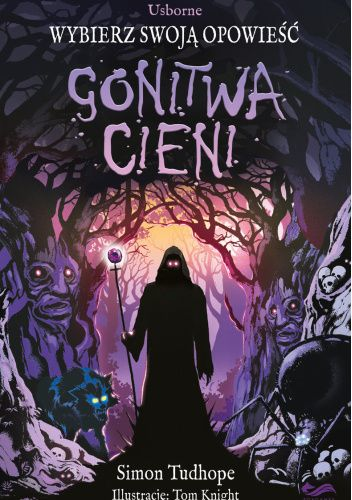 Usborne
WYBIERZ SWOJĄ OPOWIEŚĆ
GONITWA
CIENI
Simon Tudhope
Ilustracje: Tom Knight